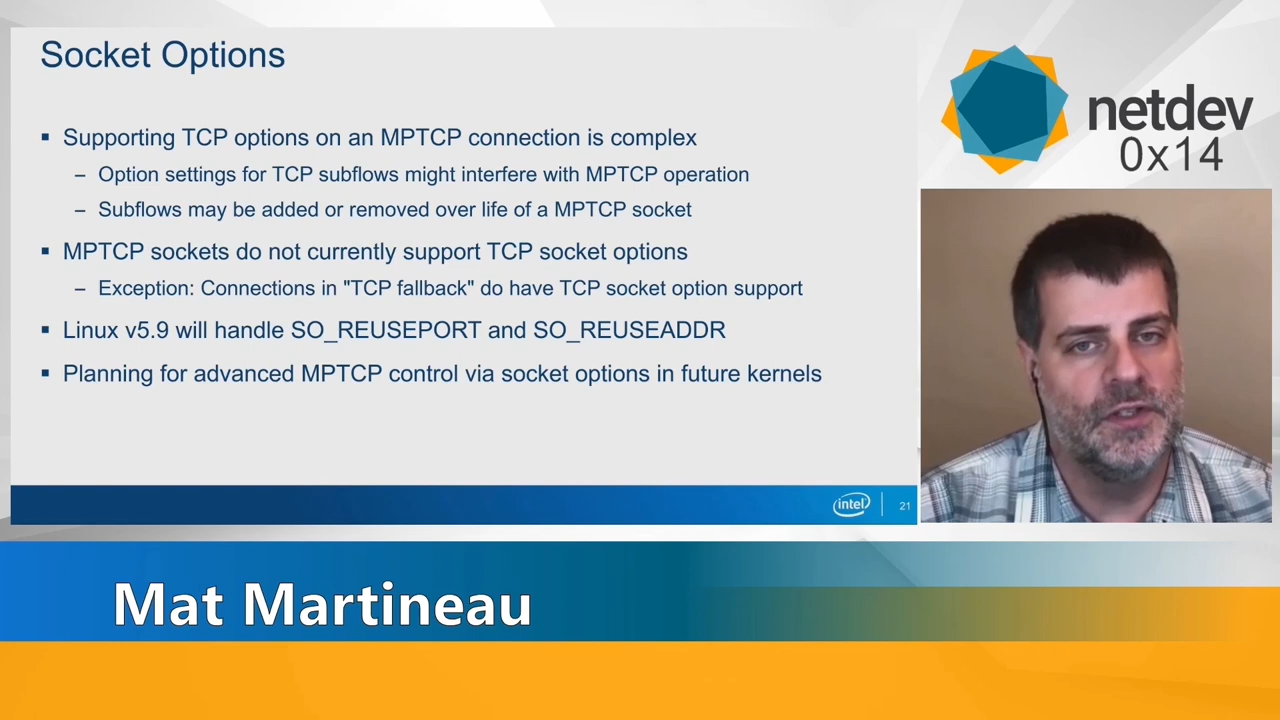 Socket Options
▪ Supporting TCP options on an MPTCP connection is complex
– Option settings for TCP subflows might interfere with MPTCP operation
– Subflows may be added or removed over life of a MPTCP socket
▪ MPTCP sockets do not currently support TCP socket options
– Exception: Connections in "TCP fallback" do have TCP socket option support
▪ Linux v5.9 will handle SO_REUSEPORT and SO_REUSEADDR
▪ Planning for advanced MPTCP control via socket options in future kernels
intel
21
netdev
0x14
Mat Martineau